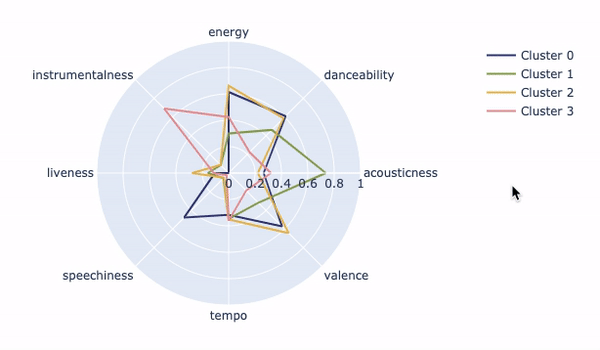 energy
instrumentalness
danceability
liveness
acousticness
0 0.2 0.4 0.6 0.8 1
speechiness
valence
tempo
Cluster 0
Cluster 1
Cluster 2
Cluster 3